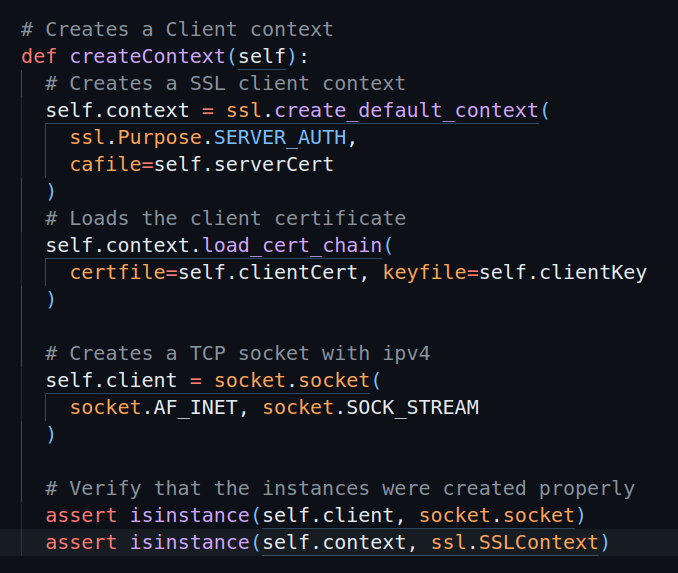 # Creates a Client context
def createContext(self):
  # Creates a SSL client context
  self.context = ssl.create_default_context(
    ssl.Purpose.SERVER_AUTH,
    cafile=self.serverCert
  )
  # Loads the client certificate
  self.context.load_cert_chain(
    certfile=self.clientCert, keyfile=self.clientKey
  )

  # Creates a TCP socket with ipv4
  self.client = socket.socket(
    socket.AF_INET, socket.SOCK_STREAM
  )

  # Verify that the instances were created properly
  assert isinstance(self.client, socket.socket)
  assert isinstance(self.context, ssl.SSLContext)